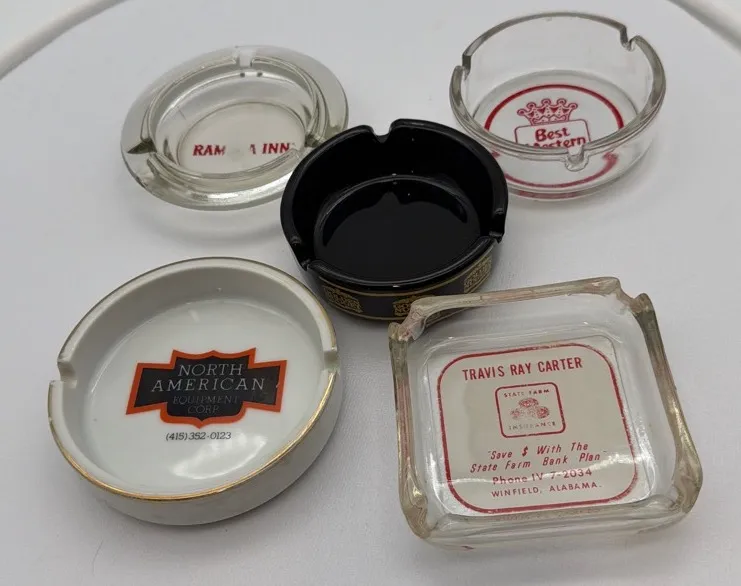 RAM A INN
Best
Western
NORTH
AMERICAN
EQUIPMENT
CORP.
(415) 352-0123
TRAVIS RAY CARTER
STATE FARM
INSURANCE
"Save $ With The
State Farm Bank Plan"
Phone IV 7-2034
WINFIELD, ALABAMA